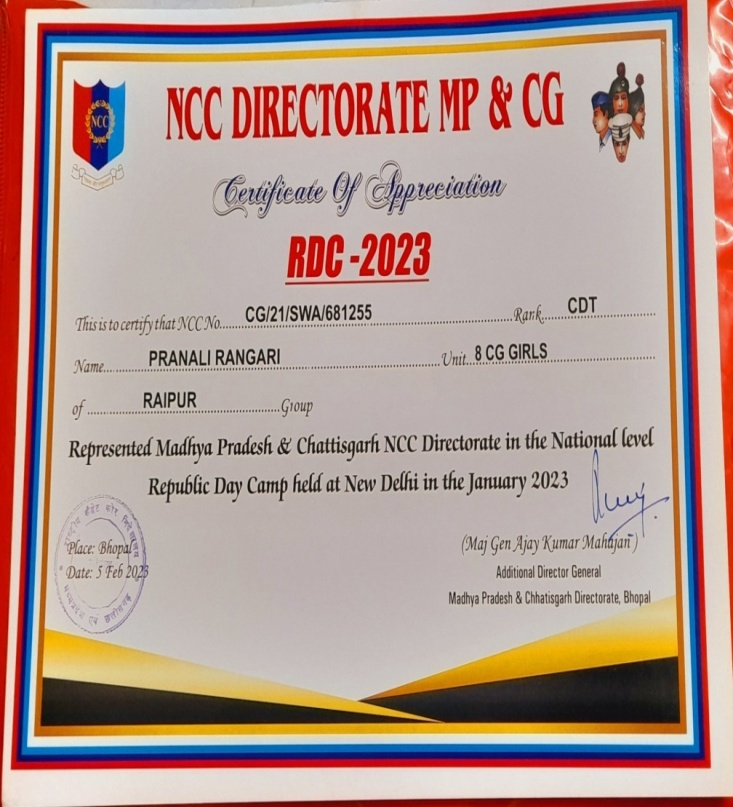 NCC
NCC DIRECTORATE MP & CG
Certificate Of Appreciation
RDC -2023
This is to certify that NCC No. CG/21/SWA/681255 Rank CDT
Name PRANALI RANGARI Unit 8 CG GIRLS
of RAIPUR Group
Represented Madhya Pradesh & Chattisgarh NCC Directorate in the National level
Republic Day Camp held at New Delhi in the January 2023
Place: Bhopal
Date: 5 Feb 2023
(Maj Gen Ajay Kumar Mahajan)
Additional Director General
Madhya Pradesh & Chhatisgarh Directorate, Bhopal